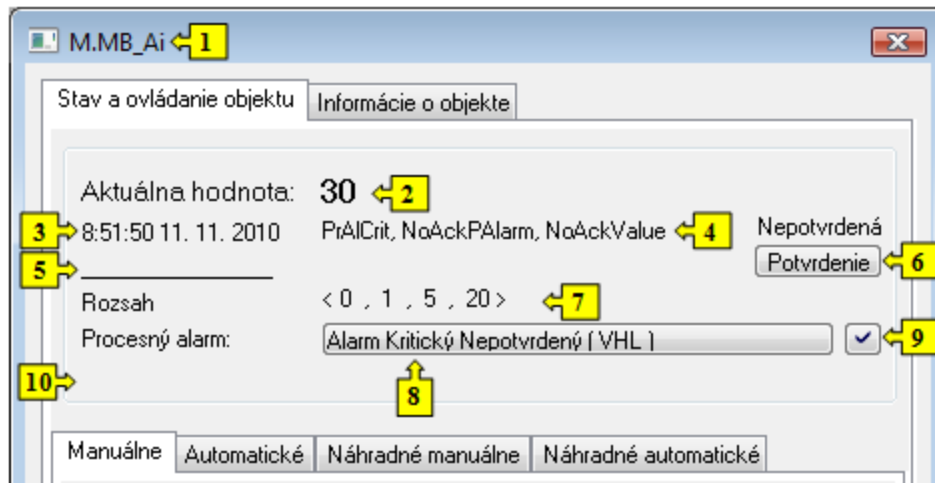 M.MB_Ai 1
Stav a ovládanie objektu Informácie o objekte
Aktuálna hodnota: 30 2
3 8:51:50 11. 11. 2010 PrAlCrit, NoAckPAlarm, NoAckValue 4 Nepotvrdená
5 Potvrdenie 6
Rozsah < 0 , 1 , 5 , 20 > 7
Procesný alarm: Alarm Kritický Nepotvrdený ( VHL ) 9
10 8
Manuálne Automatické Náhradné manuálne Náhradné automatické